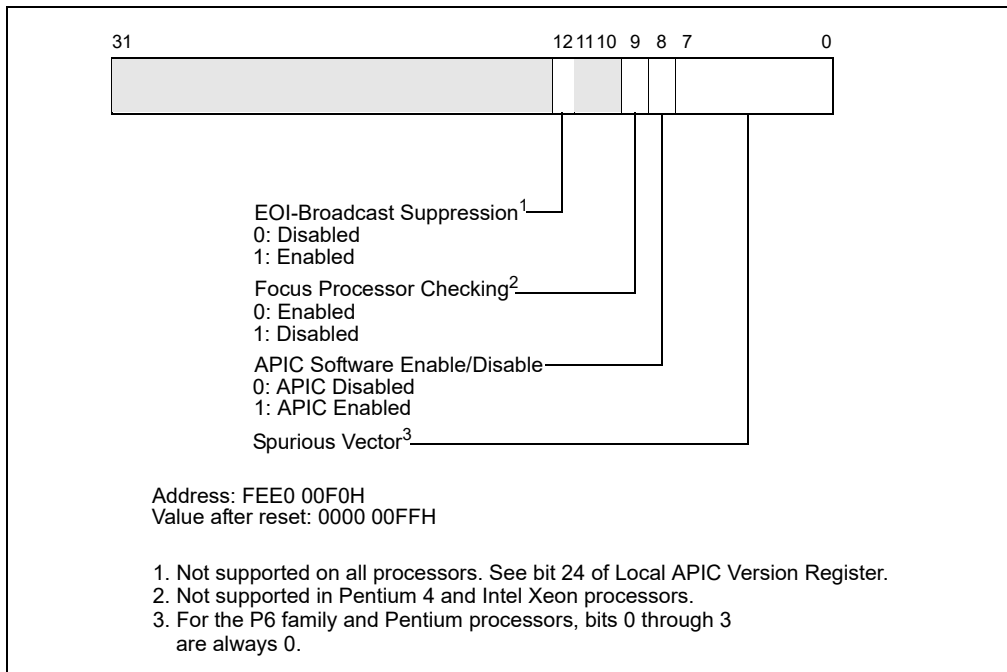 31 12 11 10 9 8 7 0
EOI-Broadcast Suppression1
0: Disabled
1: Enabled
Focus Processor Checking2
0: Enabled
1: Disabled
APIC Software Enable/Disable
0: APIC Disabled
1: APIC Enabled
Spurious Vector3
Address: FEE0 00F0H
Value after reset: 0000 00FFH
1. Not supported on all processors. See bit 24 of Local APIC Version Register.
2. Not supported in Pentium 4 and Intel Xeon processors.
3. For the P6 family and Pentium processors, bits 0 through 3
are always 0.